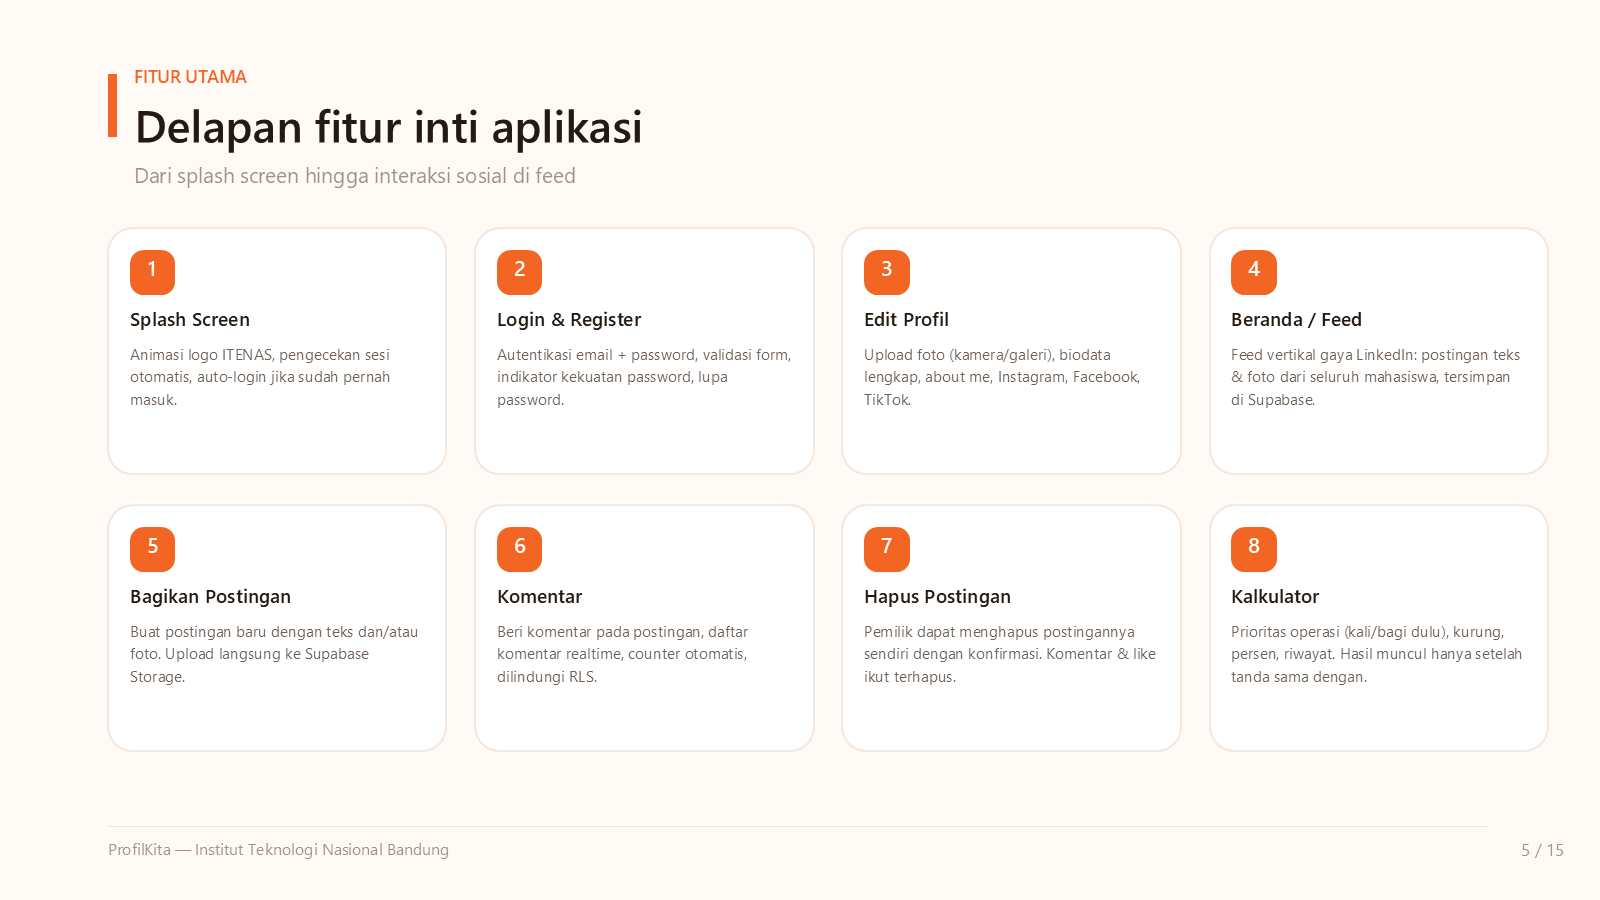 FITUR UTAMA
Delapan fitur inti aplikasi
Dari splash screen hingga interaksi sosial di feed
1
Splash Screen
Animasi logo ITENAS, pengecekan sesi
otomatis, auto-login jika sudah pernah
masuk.
2
Login & Register
Autentikasi email + password, validasi form,
indikator kekuatan password, lupa
password.
3
Edit Profil
Upload foto (kamera/galeri), biodata
lengkap, about me, Instagram, Facebook,
TikTok.
4
Beranda / Feed
Feed vertikal gaya LinkedIn: postingan teks
& foto dari seluruh mahasiswa, tersimpan
di Supabase.
5
Bagikan Postingan
Buat postingan baru dengan teks dan/atau
foto. Upload langsung ke Supabase
Storage.
6
Komentar
Beri komentar pada postingan, daftar
komentar realtime, counter otomatis,
dilindungi RLS.
7
Hapus Postingan
Pemilik dapat menghapus postingannya
sendiri dengan konfirmasi. Komentar & like
ikut terhapus.
8
Kalkulator
Prioritas operasi (kali/bagi dulu), kurung,
persen, riwayat. Hasil muncul hanya setelah
tanda sama dengan.
ProfilKita — Institut Teknologi Nasional Bandung
5 / 15